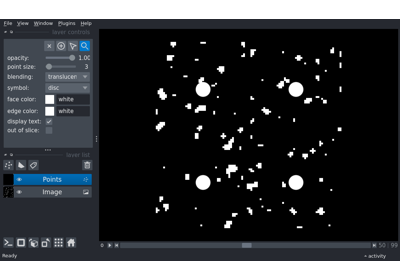 File View Window Plugins Help
layer controls
opacity: 1.00
point size: 3
blending: translucen
symbol: disc
face color: white
edge color: white
display text:
out of slice:
layer list
Points
Image
0 50 99
Ready activity